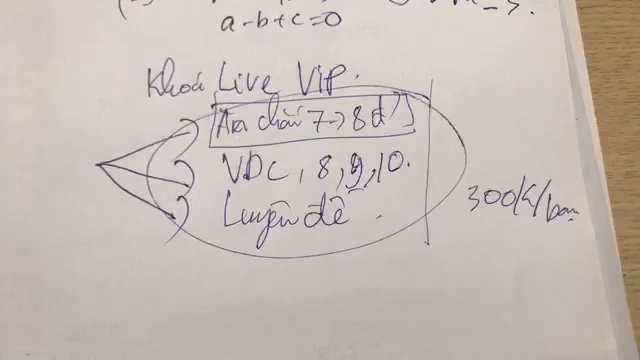 a-b+c=0
Khoá Live VIP.
Ăn chắc 7→8đ
VDC, 8, 9, 10.
Luyện đề.
300K/bạn